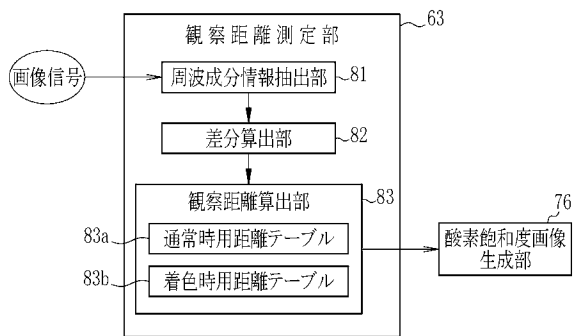 観察距離測定部
63
画像信号
周波成分情報抽出部
81
差分算出部
82
観察距離算出部
83
83a
通常時用距離テーブル
83b
着色時用距離テーブル
76
酸素飽和度画像
生成部